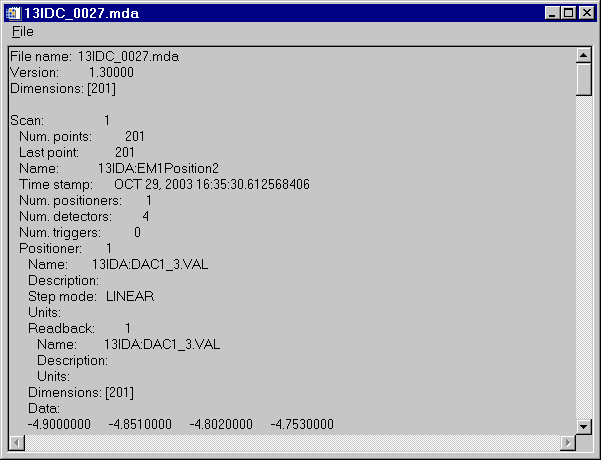 13IDC_0027.mda
File
File name: 13IDC_0027.mda
Version: 1.30000
Dimensions: [201]
Scan: 1
Num. points: 201
Last point: 201
Name: 13IDA:EM1Position2
Time stamp: OCT 29, 2003 16:35:30.612568406
Num. positioners: 1
Num. detectors: 4
Num. triggers: 0
Positioner: 1
Name: 13IDA:DAC1_3.VAL
Description:
Step mode: LINEAR
Units:
Readback: 1
Name: 13IDA:DAC1_3.VAL
Description:
Units:
Dimensions: [201]
Data:
-4.9000000 -4.8510000 -4.8020000 -4.7530000